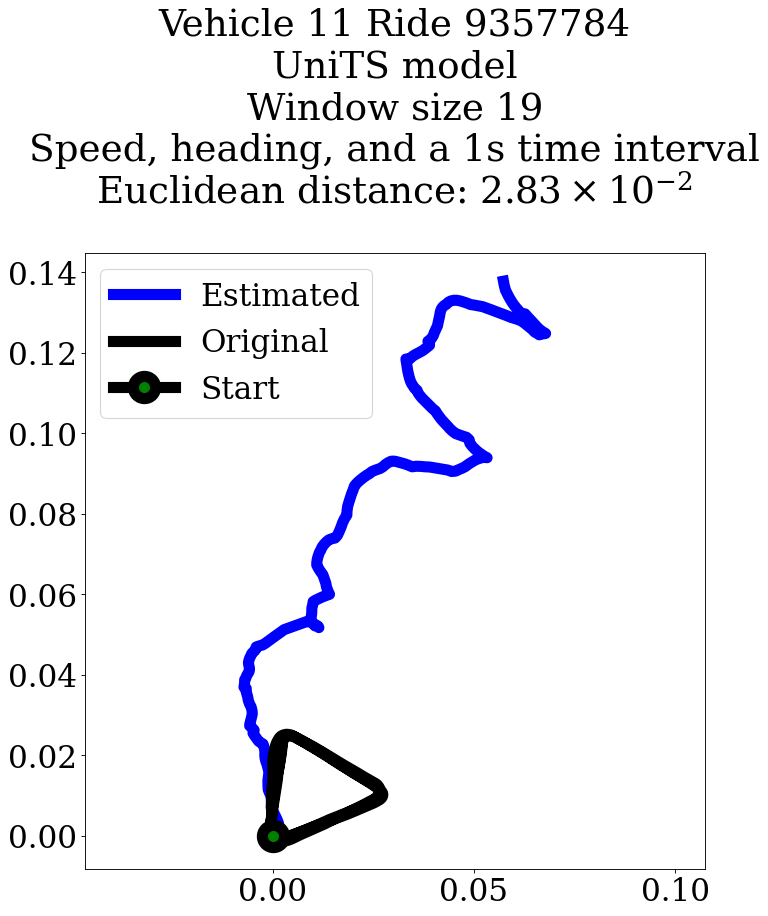 Vehicle 11 Ride 9357784
UniTS model
Window size 19
Speed, heading, and a 1s time interval
Euclidean distance: 2.83 × 10⁻²
Estimated
Original
Start
0.14
0.12
0.10
0.08
0.06
0.04
0.02
0.00
0.00 0.05 0.10